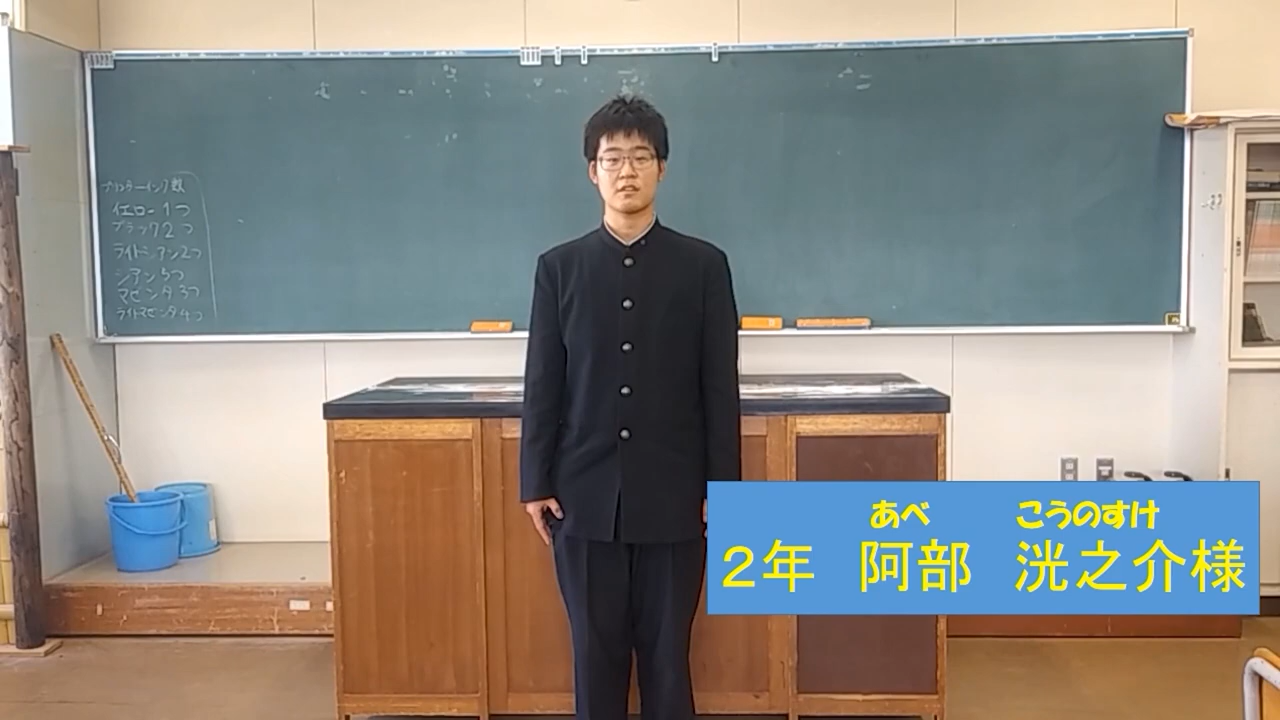 プリンターインク数
イエロー1つ
ブラック2つ
ライトシアン2つ
シアン5つ
マゼンタ3つ
ライトマゼンタ4つ
あべ　こうのすけ
2年　阿部　洸之介様